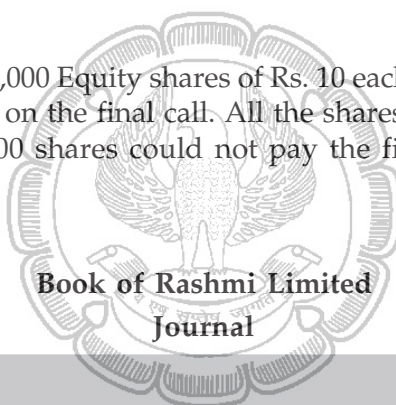 ,000 Equity shares of Rs. 10 each
on the final call. All the shares
00 shares could not pay the fi
Book of Rashmi Limited
Journal